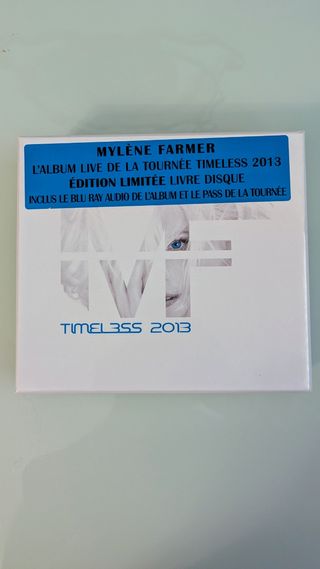 MYLÈNE FARMER
L'ALBUM LIVE DE LA TOURNÉE TIMELESS 2013
ÉDITION LIMITÉE LIVRE DISQUE
INCLUS LE BLU RAY AUDIO DE L'ALBUM ET LE PASS DE LA TOURNÉE
MF
TIMEL3SS 2013